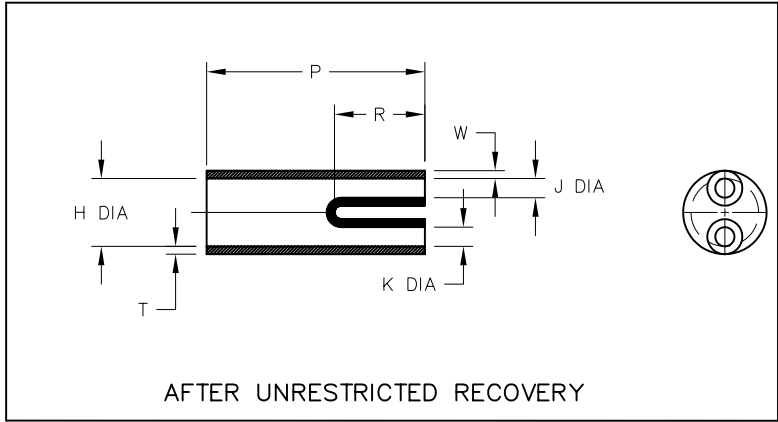 P
R
W
J DIA
H DIA
K DIA
T
AFTER UNRESTRICTED RECOVERY